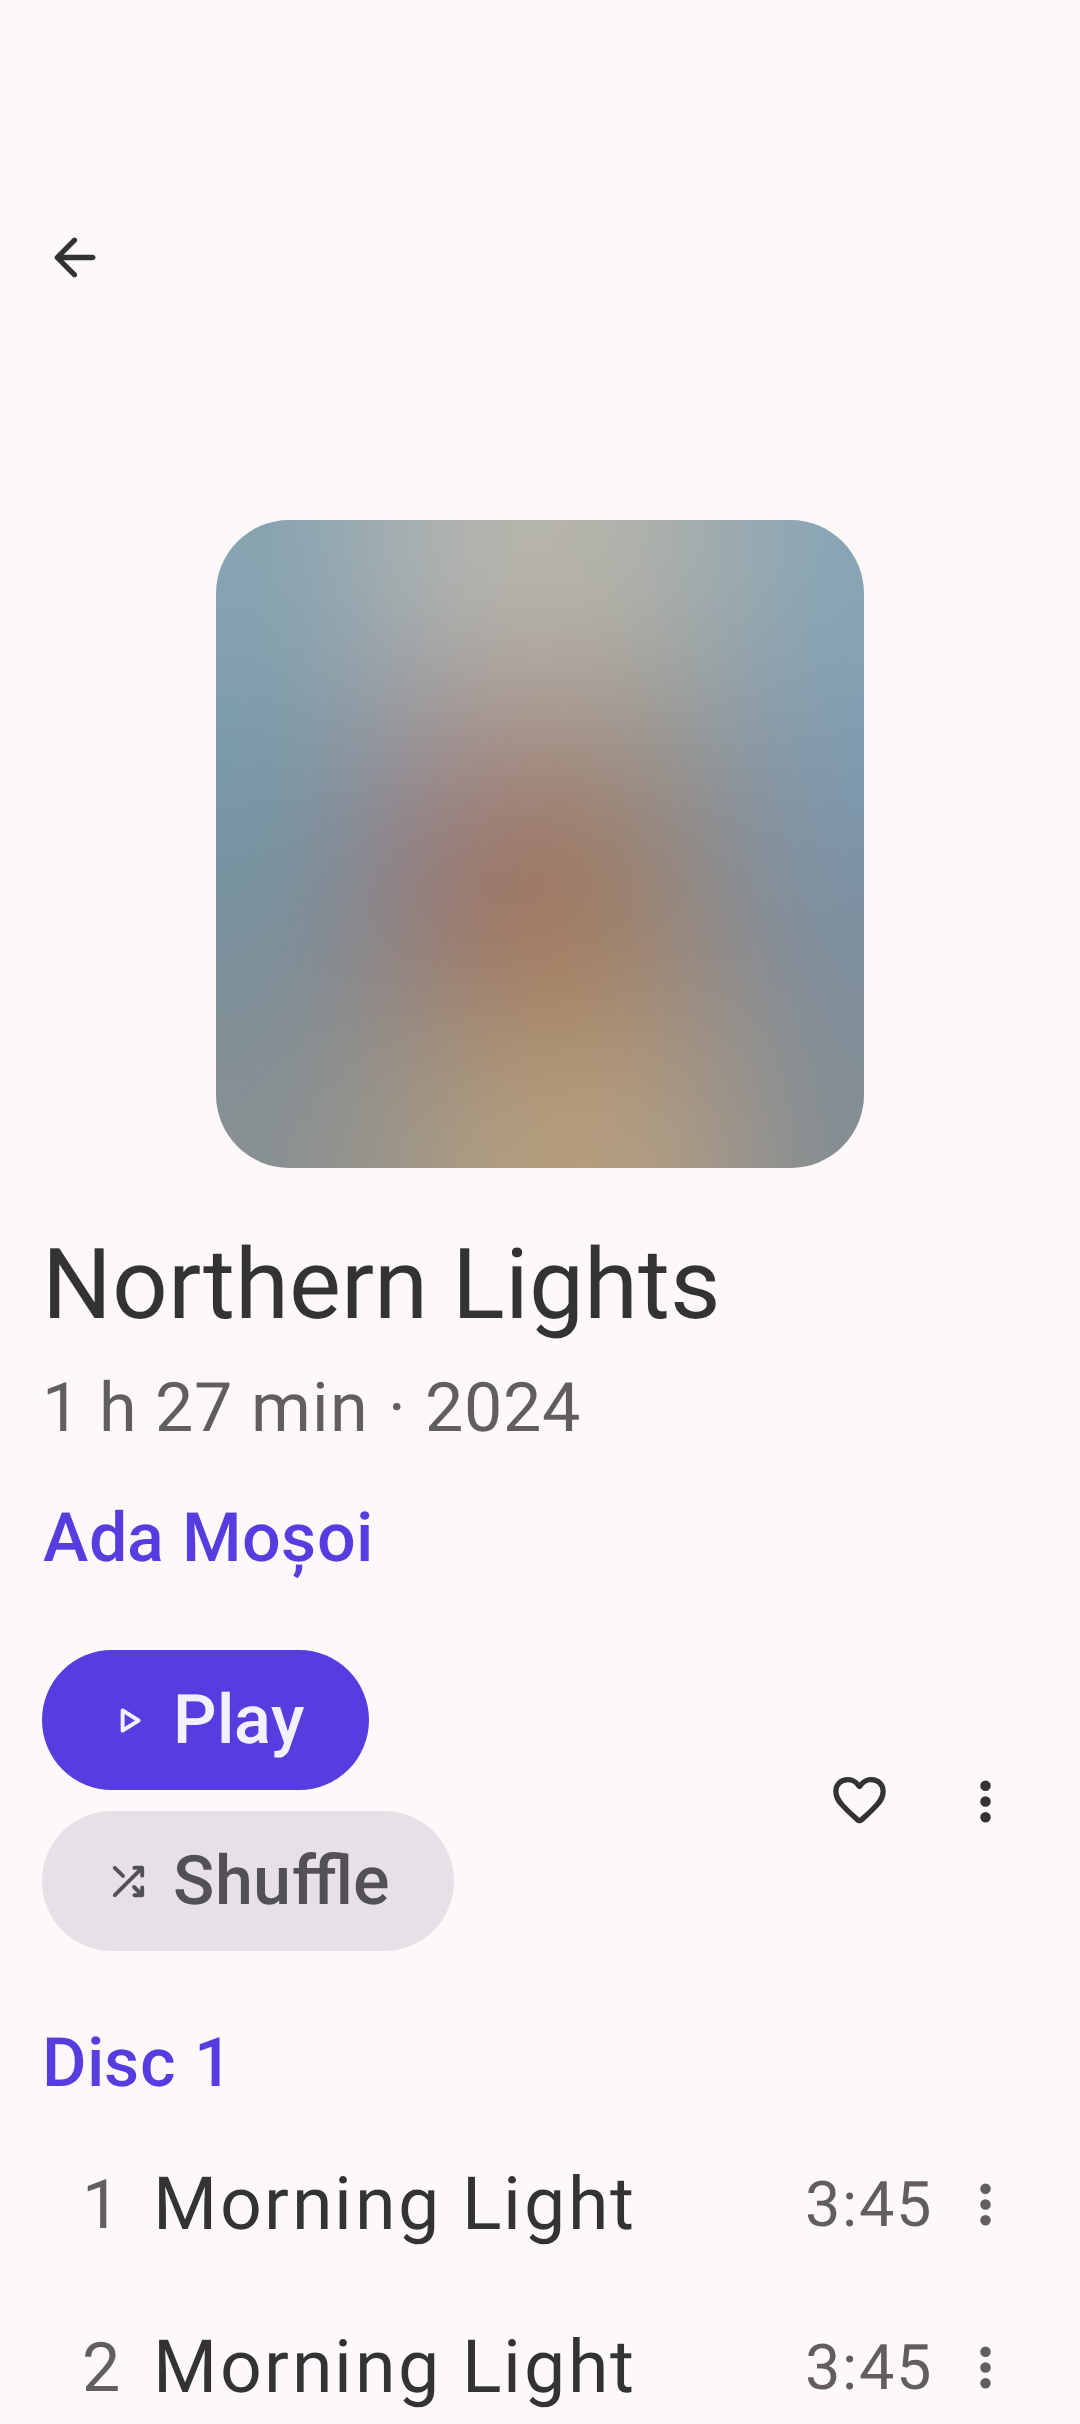 Northern Lights
1 h 27 min · 2024
Ada Moșoi
Play
Shuffle
Disc 1
1 Morning Light 3:45
2 Morning Light 3:45